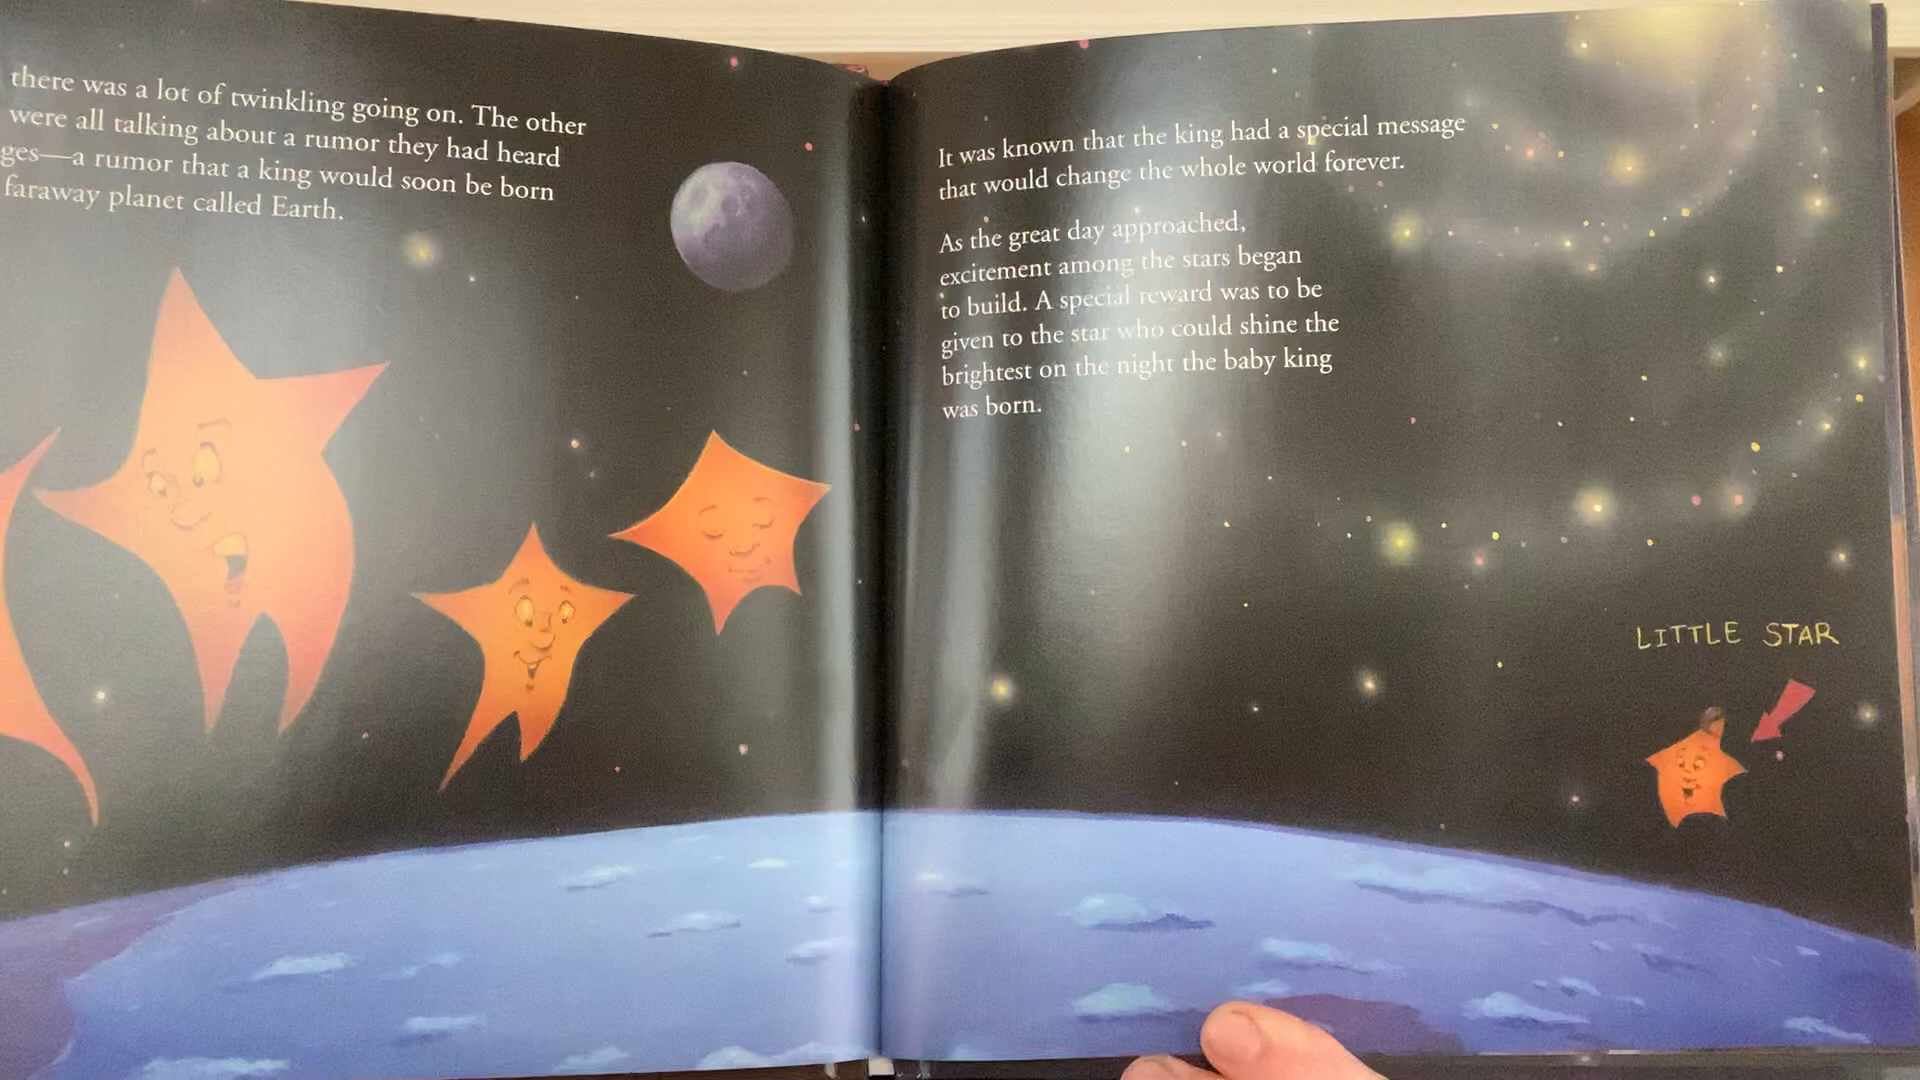 there was a lot of twinkling going on. The other
were all talking about a rumor they had heard
ges—a rumor that a king would soon be born
faraway planet called Earth.
It was known that the king had a special message
that would change the whole world forever.
As the great day approached,
excitement among the stars began
to build. A special reward was to be
given to the star who could shine the
brightest on the night the baby king
was born.
LITTLE STAR